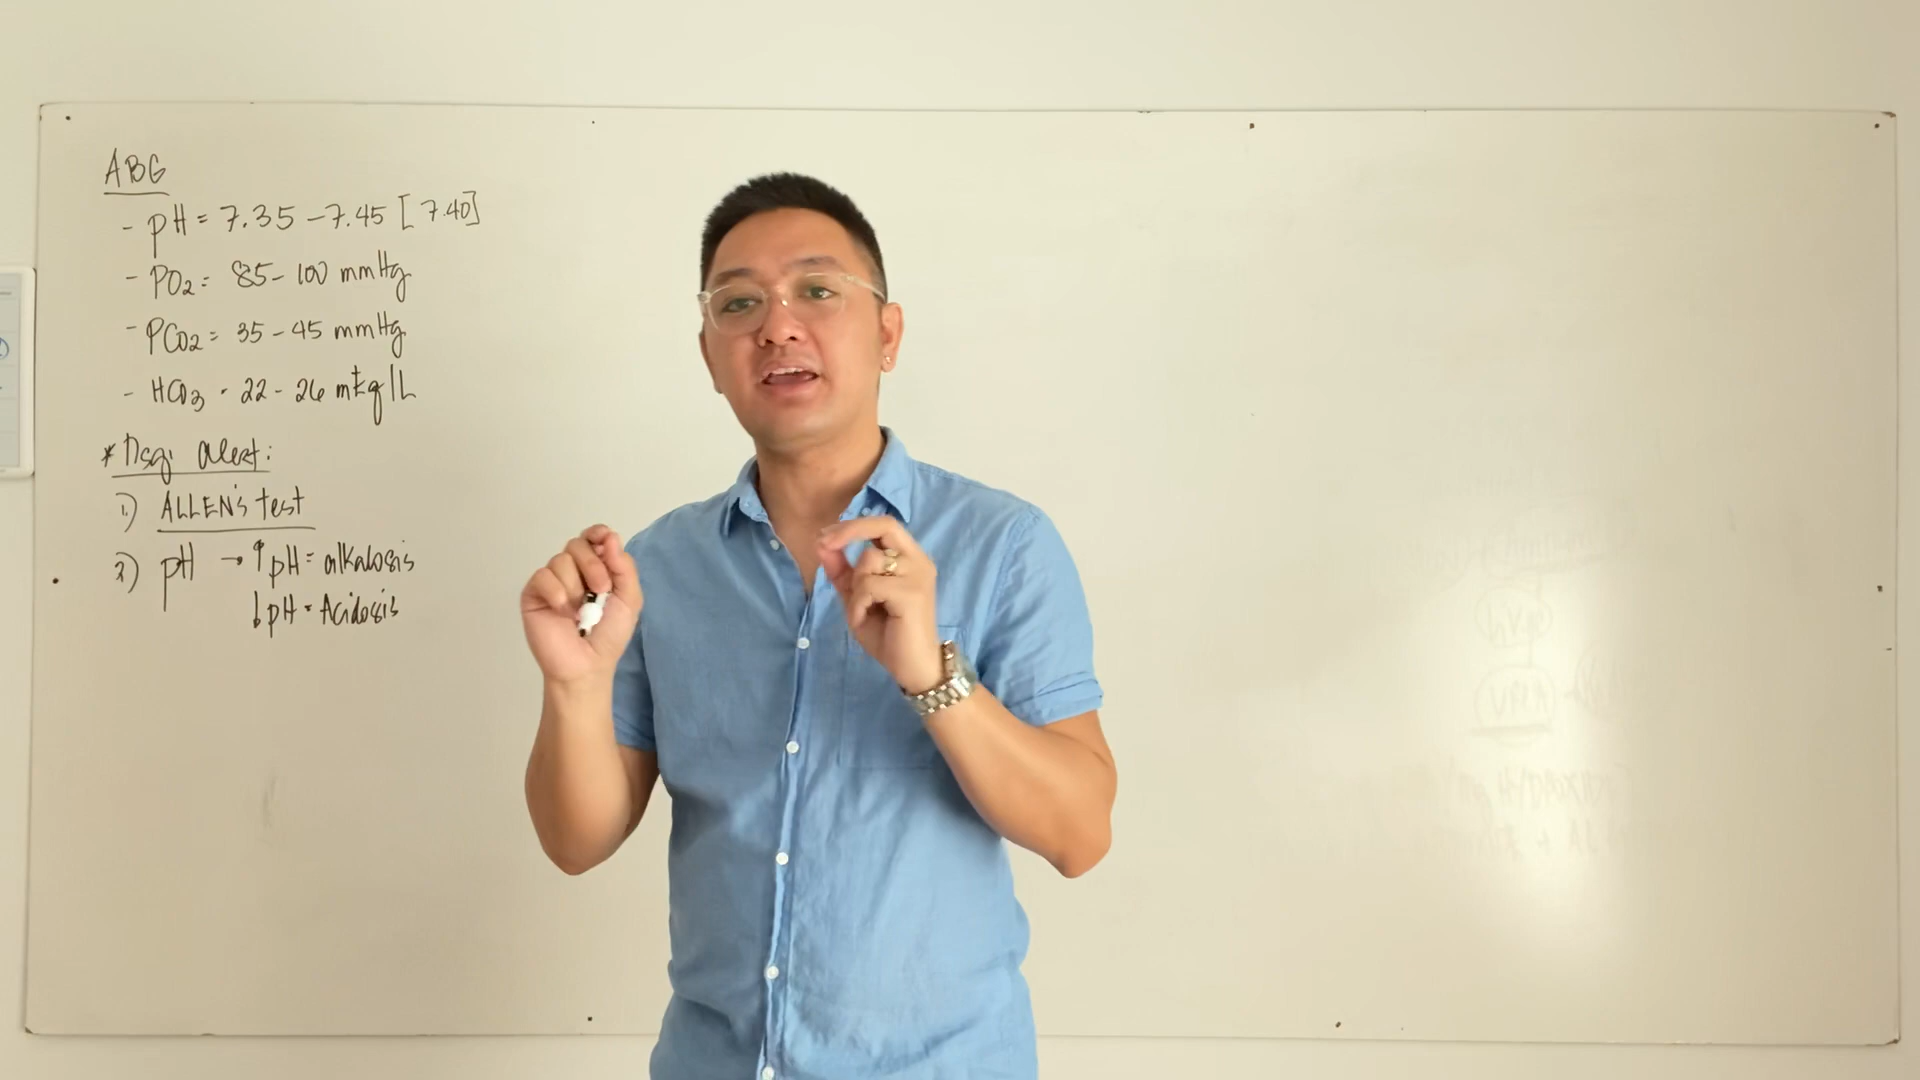 ABG
- pH = 7.35 - 7.45 [7.40]
- PO2 = 85 - 100 mmHg
- PCO2 = 35 - 45 mmHg
- HCO3 = 22 - 26 mEq/L
* Nsg. alert:
1) ALLEN'S test
2) pH → ↑pH = alkalosis
↓pH = Acidosis